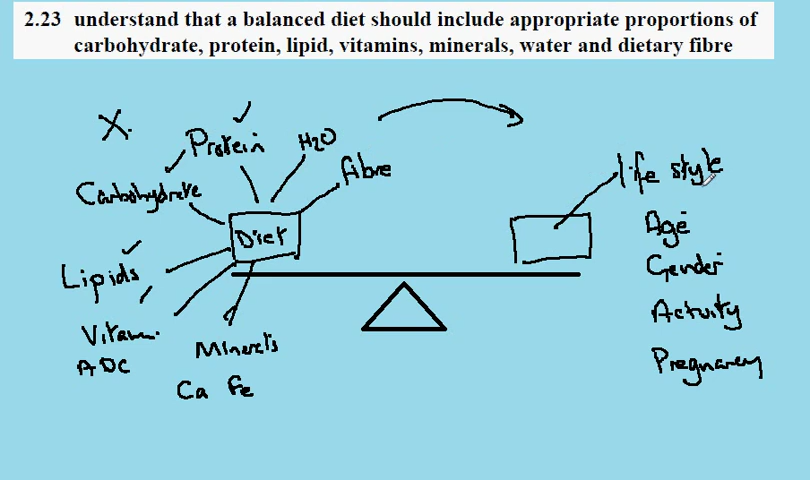 2.23 understand that a balanced diet should include appropriate proportions of
carbohydrate, protein, lipid, vitamins, minerals, water and dietary fibre
X.
Protein
H2O
fibre
Carbohydrate
Diet
Lipids
Vitam.
ADC
Minerals
Ca Fe
life style
Age
Gender
Activity
Pregnancy